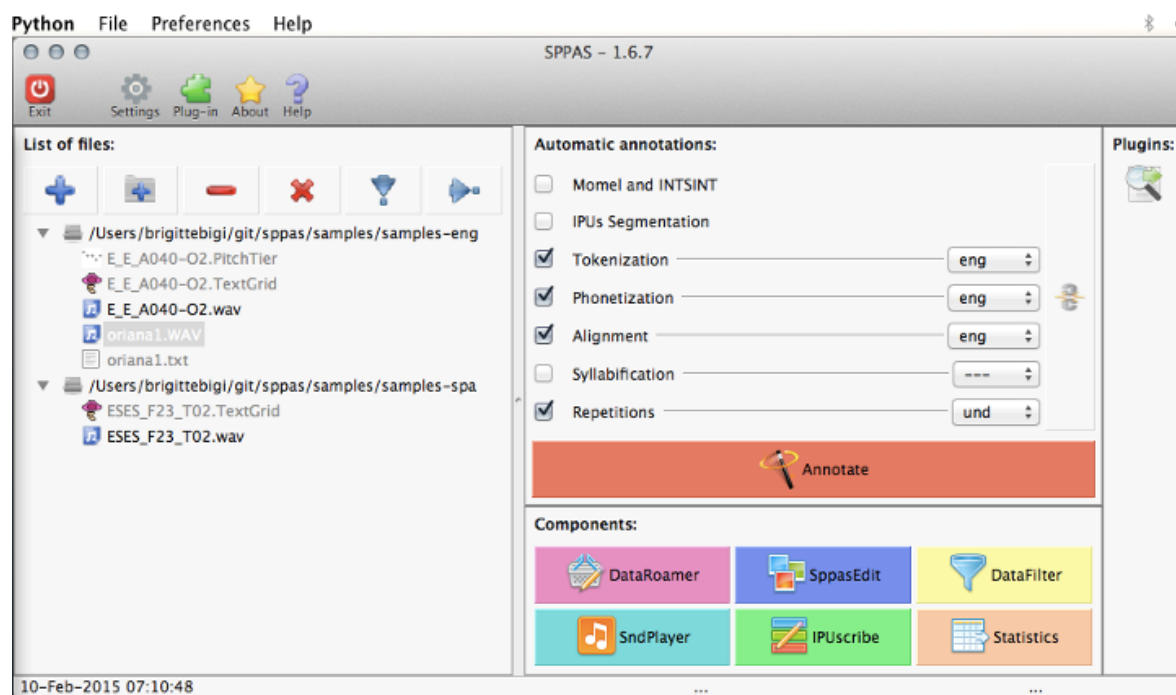 Python File Preferences Help
SPPAS - 1.6.7
Exit Settings Plug-in About Help
List of files:
/Users/brigittebigi/git/sppas/samples/samples-eng
E_E_A040-O2.PitchTier
E_E_A040-O2.TextGrid
E_E_A040-O2.wav
oriana1.WAV
oriana1.txt
/Users/brigittebigi/git/sppas/samples/samples-spa
ESES_F23_T02.TextGrid
ESES_F23_T02.wav
Automatic annotations:
Momel and INTSINT
IPUs Segmentation
Tokenization eng
Phonetization eng
Alignment eng
Syllabification ---
Repetitions und
Annotate
Components:
DataRoamer SppasEdit DataFilter
SndPlayer IPUscribe Statistics
Plugins:
10-Feb-2015 07:10:48 ... ...